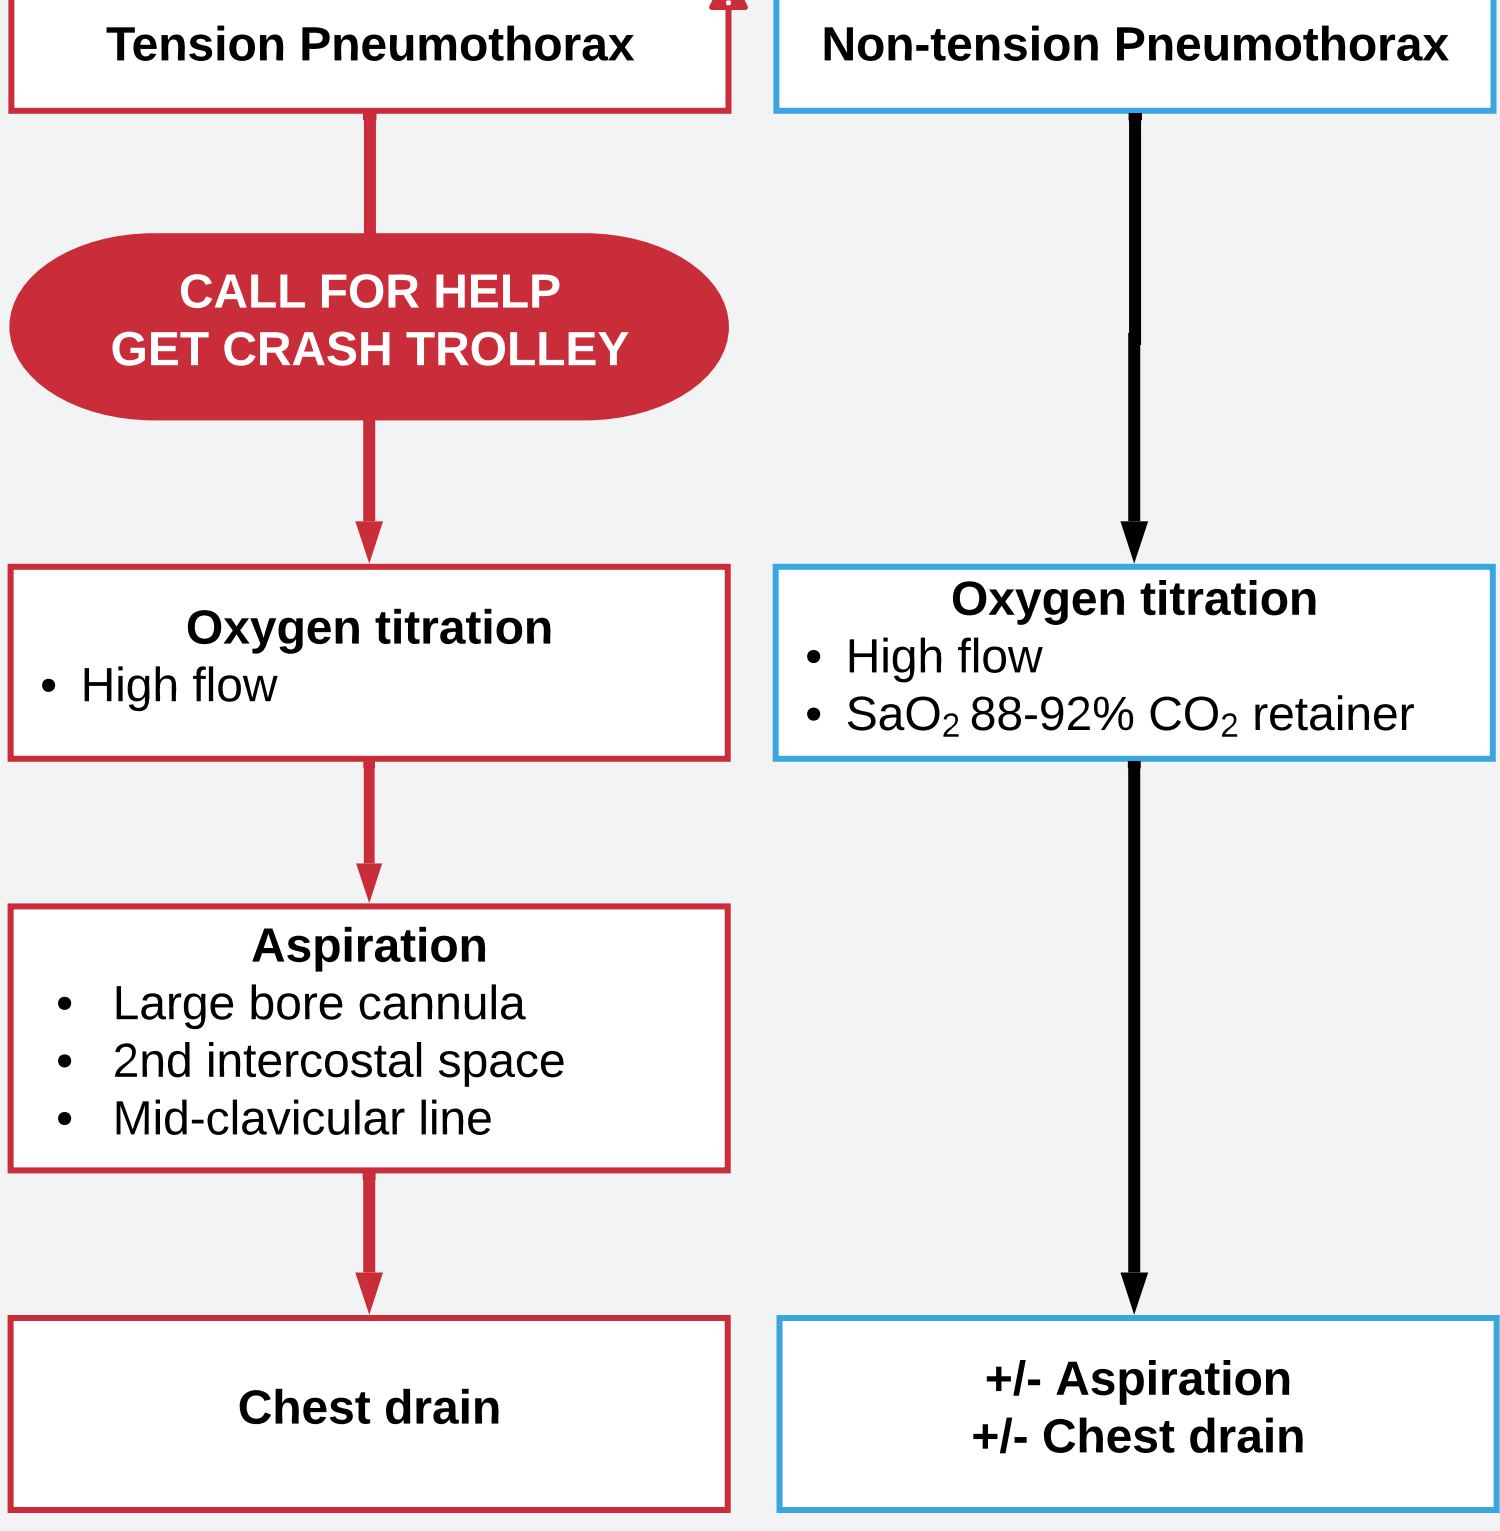 Tension Pneumothorax
CALL FOR HELP
GET CRASH TROLLEY
Oxygen titration
• High flow
Aspiration
• Large bore cannula
• 2nd intercostal space
• Mid-clavicular line
Chest drain
Non-tension Pneumothorax
Oxygen titration
• High flow
• SaO₂ 88-92% CO₂ retainer
+/- Aspiration
+/- Chest drain